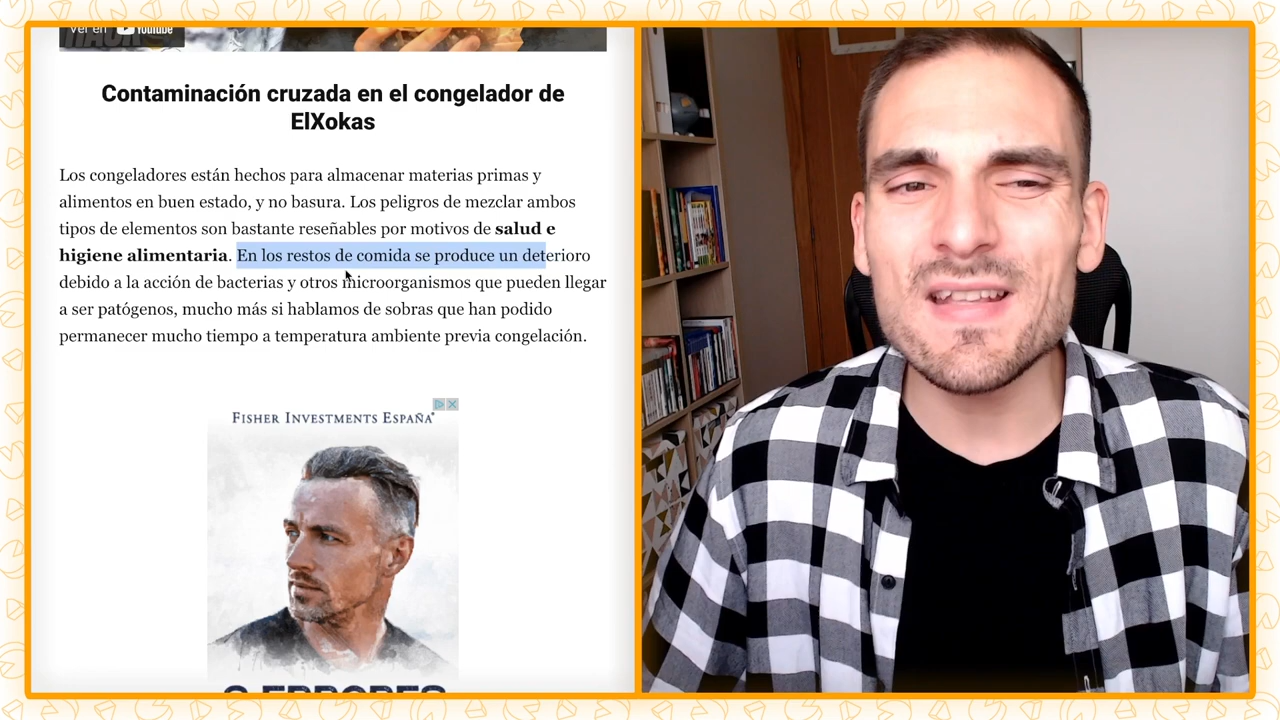 Ver en YouTube
Contaminación cruzada en el congelador de
ElXokas
Los congeladores están hechos para almacenar materias primas y
alimentos en buen estado, y no basura. Los peligros de mezclar ambos
tipos de elementos son bastante reseñables por motivos de salud e
higiene alimentaria. En los restos de comida se produce un deterioro
debido a la acción de bacterias y otros microorganismos que pueden llegar
a ser patógenos, mucho más si hablamos de sobras que han podido
permanecer mucho tiempo a temperatura ambiente previa congelación.
FISHER INVESTMENTS ESPAÑA®
ERRORES